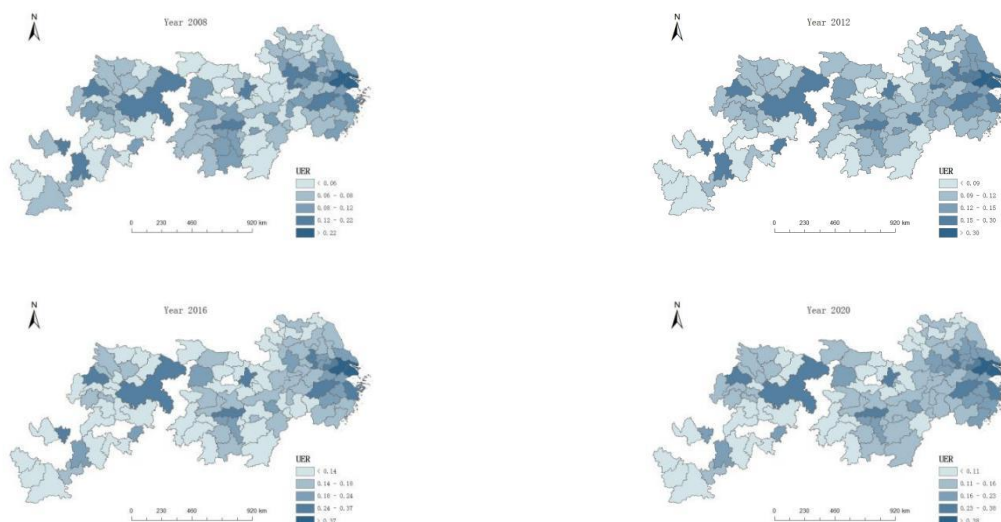 N
Year 2008
UER
< 0.06
0.06 - 0.08
0.08 - 0.12
0.12 - 0.22
> 0.22
0 230 460 920 km
N
Year 2012
UER
< 0.09
0.09 - 0.12
0.12 - 0.15
0.15 - 0.30
> 0.30
0 230 460 920 km
N
Year 2016
UER
< 0.14
0.14 - 0.18
0.18 - 0.24
0.24 - 0.37
> 0.37
0 230 460 920 km
N
Year 2020
UER
< 0.11
0.11 - 0.16
0.16 - 0.23
0.23 - 0.38
> 0.38
0 230 460 920 km